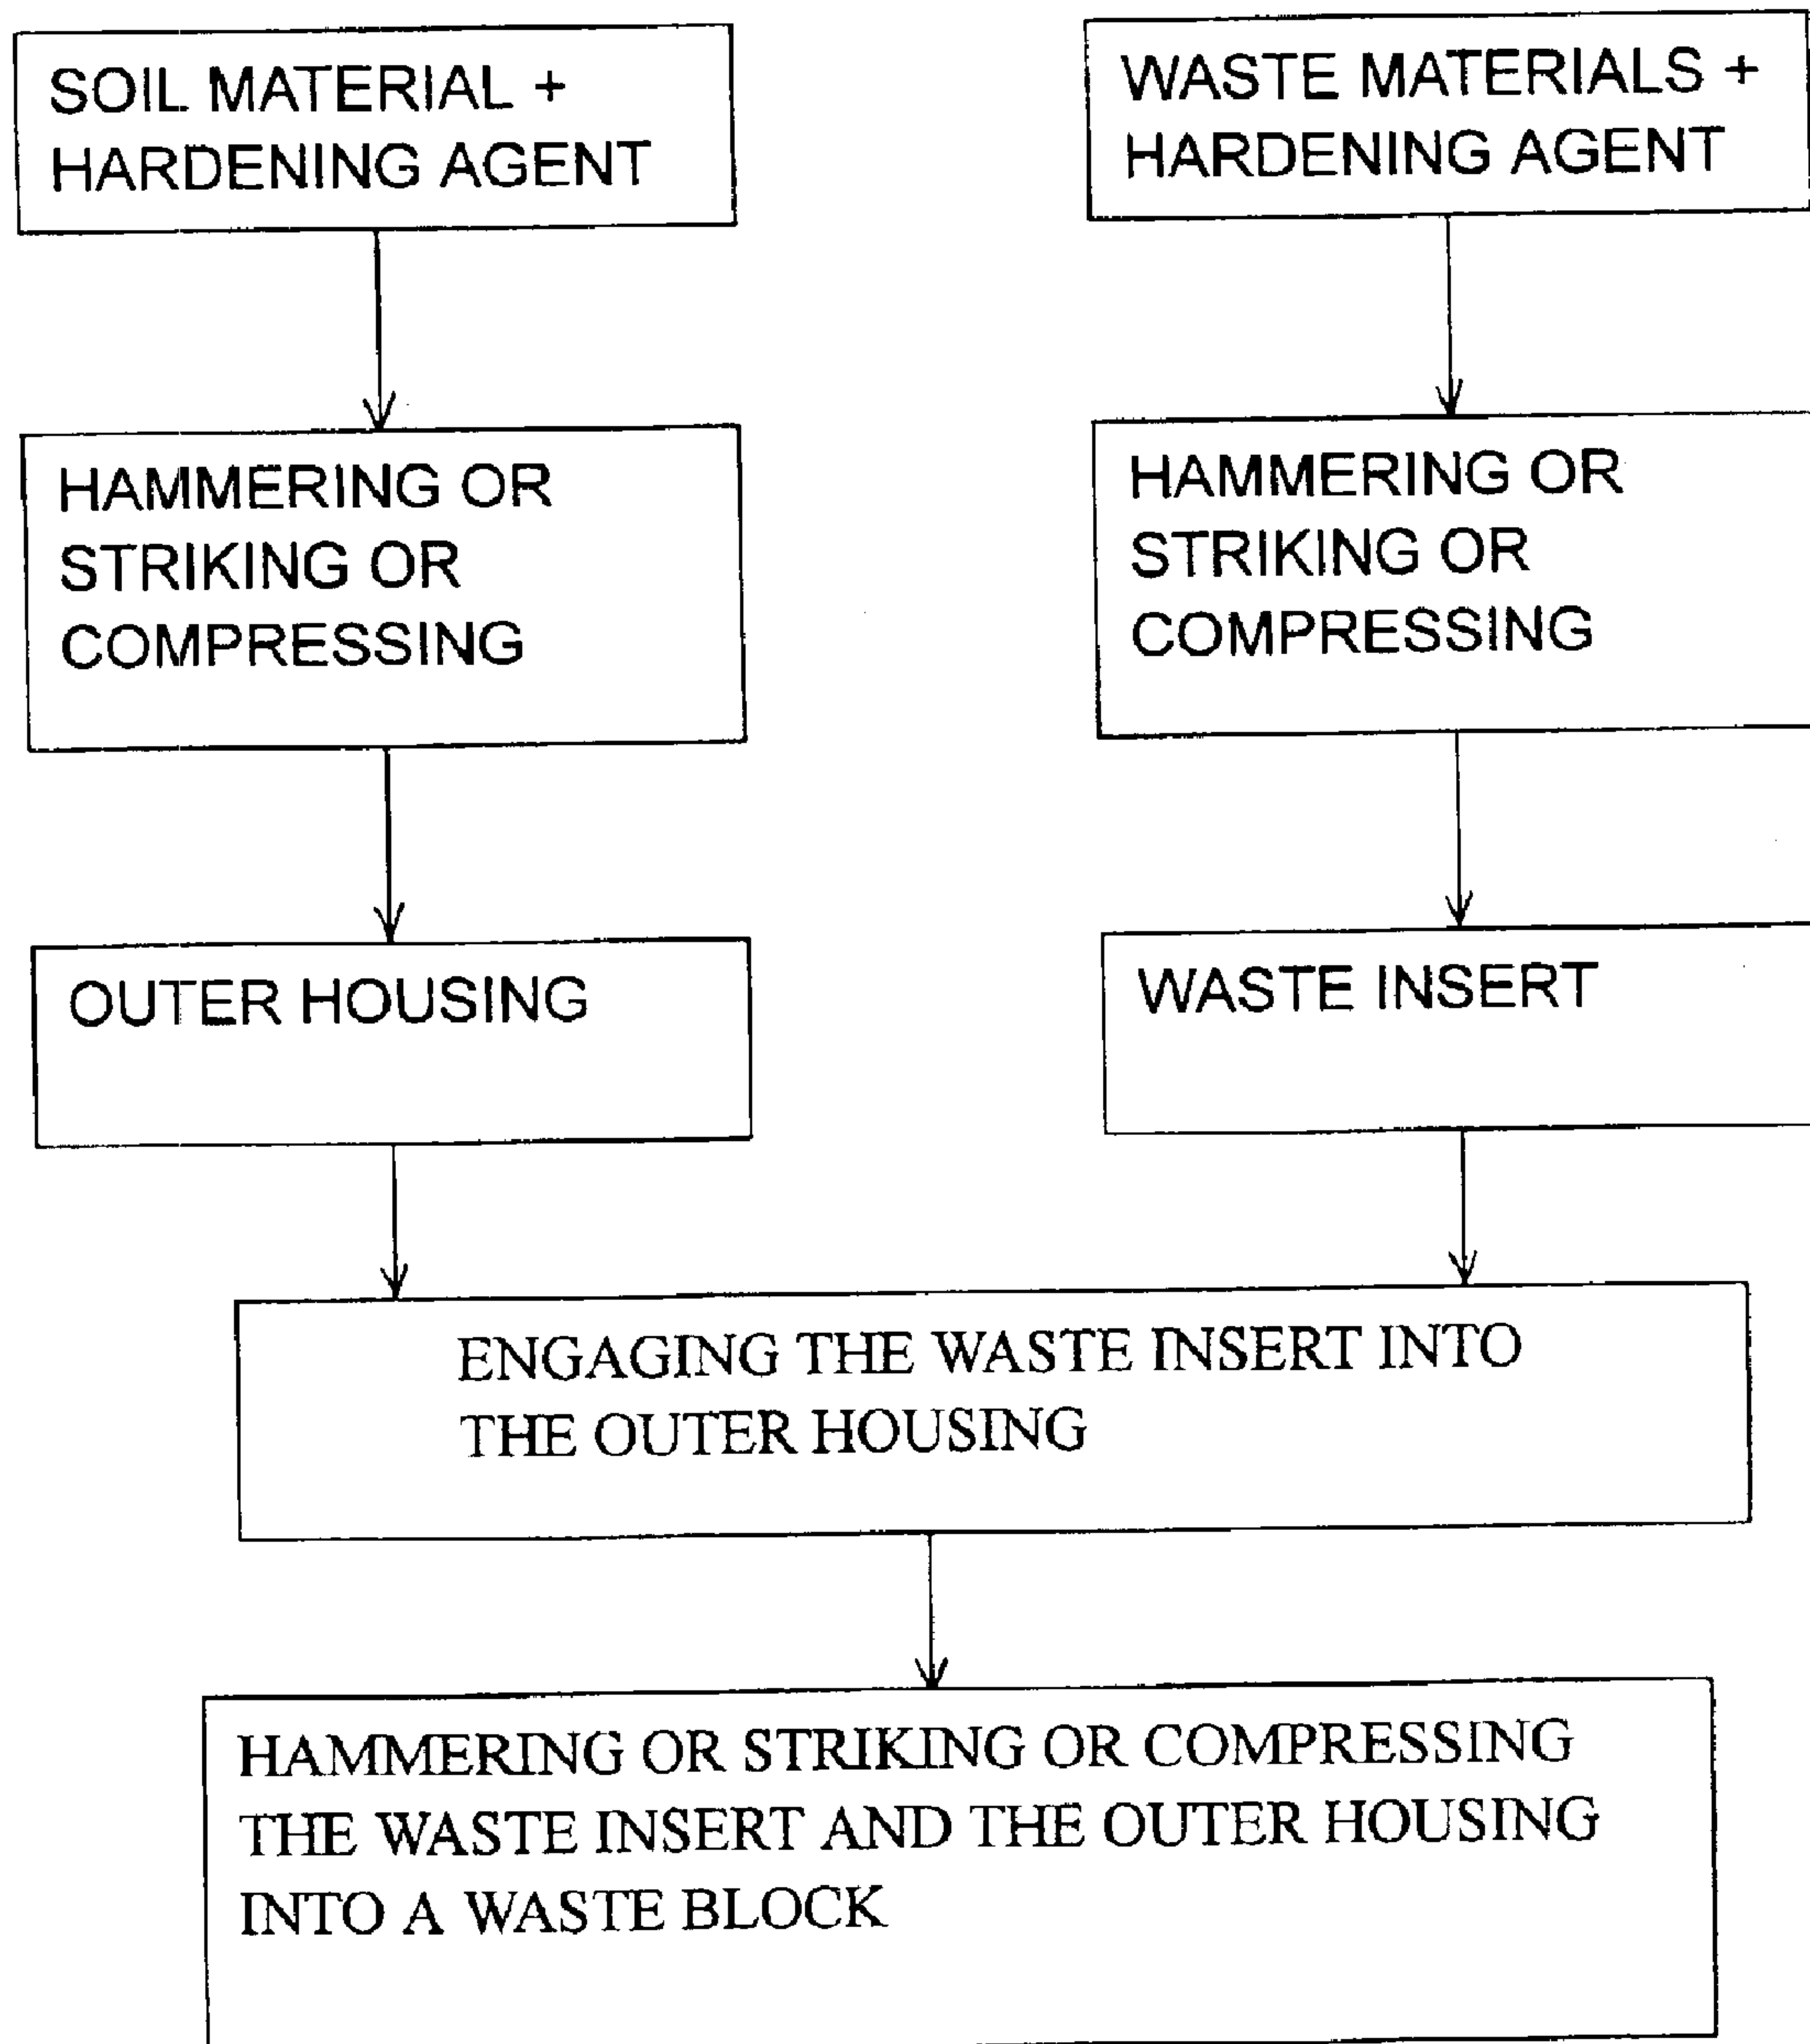 SOIL MATERIAL +
HARDENING AGENT
WASTE MATERIALS +
HARDENING AGENT
HAMMERING OR
STRIKING OR
COMPRESSING
HAMMERING OR
STRIKING OR
COMPRESSING
OUTER HOUSING
WASTE INSERT
ENGAGING THE WASTE INSERT INTO
THE OUTER HOUSING
HAMMERING OR STRIKING OR COMPRESSING
THE WASTE INSERT AND THE OUTER HOUSING
INTO A WASTE BLOCK